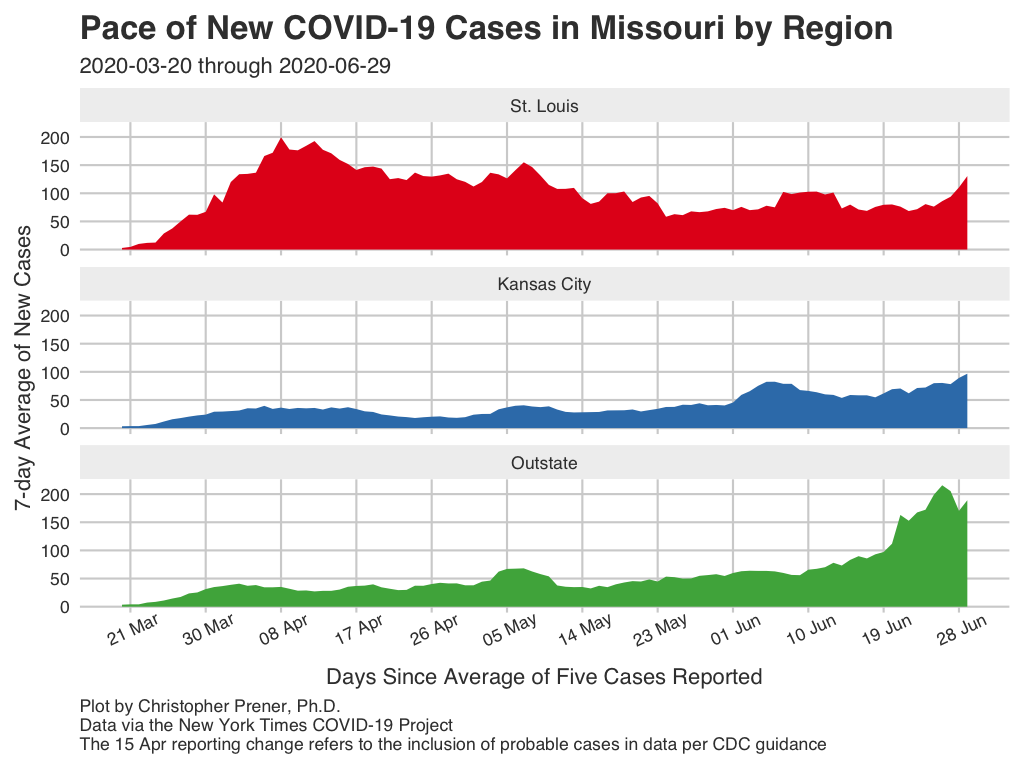 Pace of New COVID-19 Cases in Missouri by Region
2020-03-20 through 2020-06-29
St. Louis
200
150
100
50
0
Kansas City
200
150
100
50
0
Outstate
200
150
100
50
0
7-day Average of New Cases
21 Mar
30 Mar
08 Apr
17 Apr
26 Apr
05 May
14 May
23 May
01 Jun
10 Jun
19 Jun
28 Jun
Days Since Average of Five Cases Reported
Plot by Christopher Prener, Ph.D.
Data via the New York Times COVID-19 Project
The 15 Apr reporting change refers to the inclusion of probable cases in data per CDC guidance